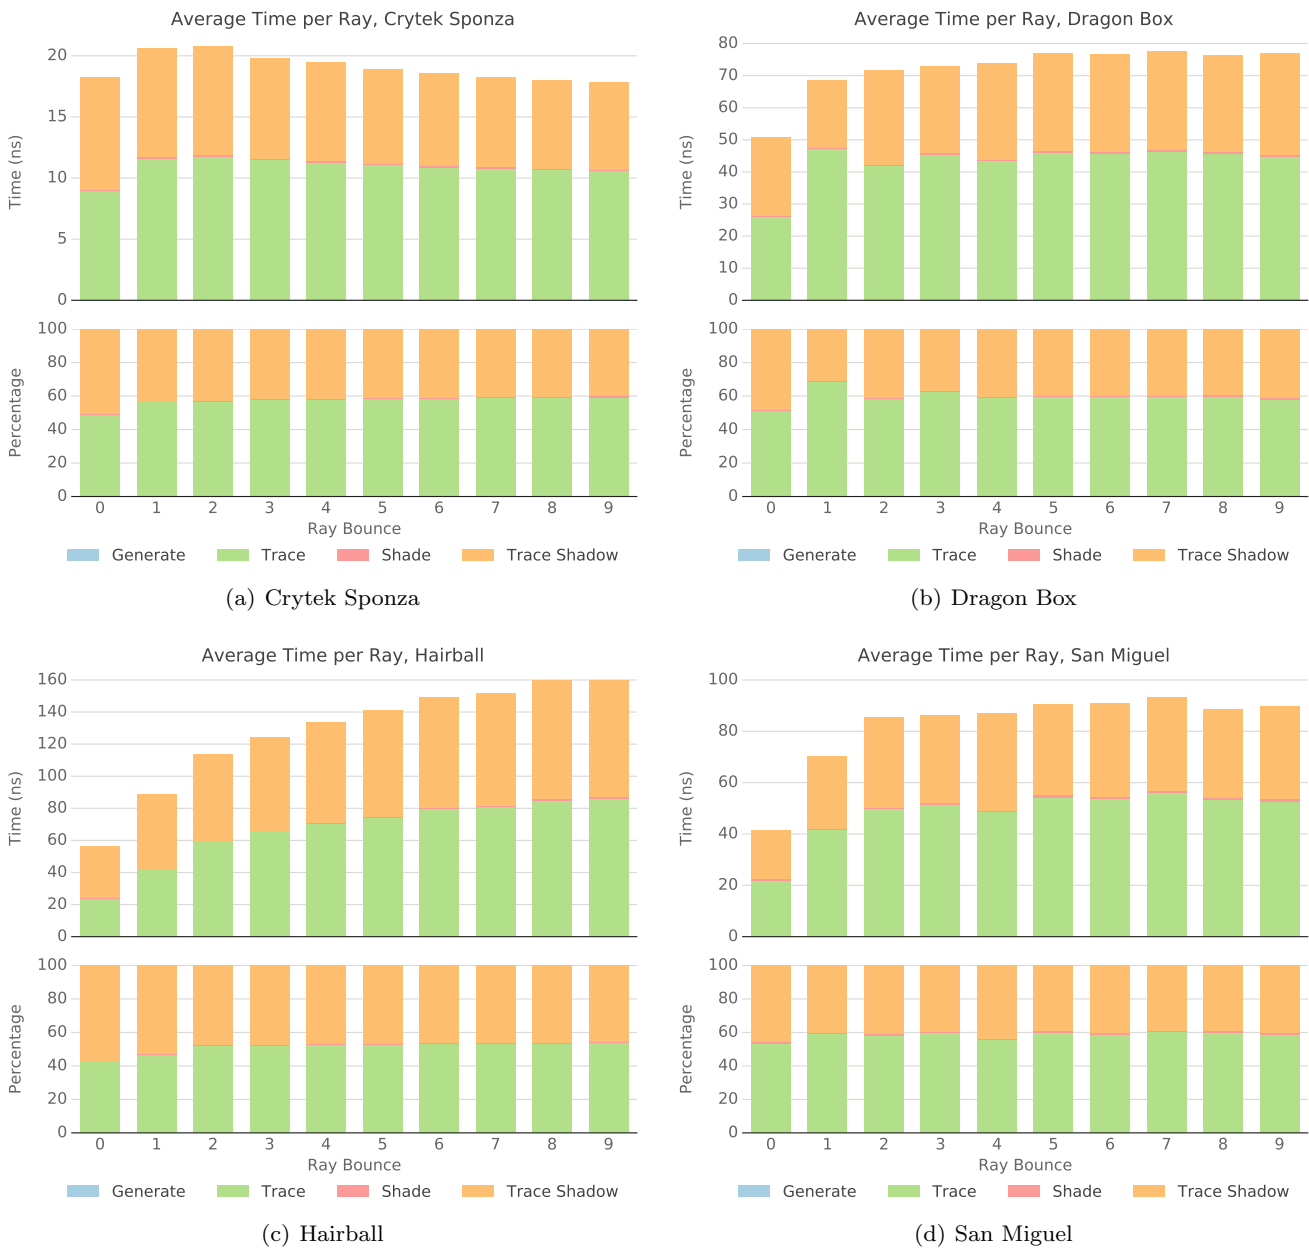 Average Time per Ray, Crytek Sponza
Time (ns)
20
15
10
5
0
Percentage
100
80
60
40
20
0
0 1 2 3 4 5 6 7 8 9
Ray Bounce
Generate Trace Shade Trace Shadow
(a) Crytek Sponza
Average Time per Ray, Dragon Box
Time (ns)
80
70
60
50
40
30
20
10
0
Percentage
100
80
60
40
20
0
0 1 2 3 4 5 6 7 8 9
Ray Bounce
Generate Trace Shade Trace Shadow
(b) Dragon Box
Average Time per Ray, Hairball
Time (ns)
160
140
120
100
80
60
40
20
0
Percentage
100
80
60
40
20
0
0 1 2 3 4 5 6 7 8 9
Ray Bounce
Generate Trace Shade Trace Shadow
(c) Hairball
Average Time per Ray, San Miguel
Time (ns)
100
80
60
40
20
0
Percentage
100
80
60
40
20
0
0 1 2 3 4 5 6 7 8 9
Ray Bounce
Generate Trace Shade Trace Shadow
(d) San Miguel